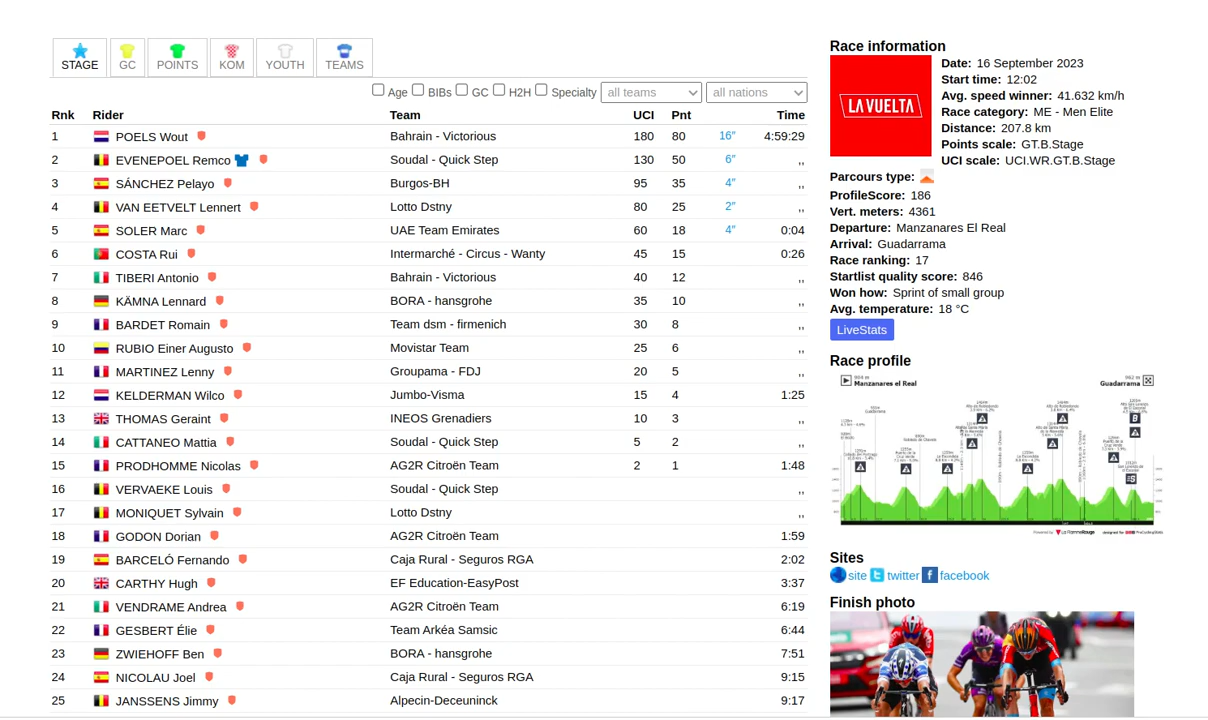 STAGE GC POINTS KOM YOUTH TEAMS
Age BIBs GC H2H Specialty all teams all nations
Rnk Rider Team UCI Pnt Time
1 POELS Wout Bahrain - Victorious 180 80 16″ 4:59:29
2 EVENEPOEL Remco Soudal - Quick Step 130 50 6″ ,,
3 SÁNCHEZ Pelayo Burgos-BH 95 35 4″ ,,
4 VAN EETVELT Lennert Lotto Dstny 80 25 2″ ,,
5 SOLER Marc UAE Team Emirates 60 18 4″ 0:04
6 COSTA Rui Intermarché - Circus - Wanty 45 15 0:26
7 TIBERI Antonio Bahrain - Victorious 40 12 ,,
8 KÄMNA Lennard BORA - hansgrohe 35 10 ,,
9 BARDET Romain Team dsm - firmenich 30 8 ,,
10 RUBIO Einer Augusto Movistar Team 25 6 ,,
11 MARTINEZ Lenny Groupama - FDJ 20 5 ,,
12 KELDERMAN Wilco Jumbo-Visma 15 4 1:25
13 THOMAS Geraint INEOS Grenadiers 10 3 ,,
14 CATTANEO Mattia Soudal - Quick Step 5 2 ,,
15 PRODHOMME Nicolas AG2R Citroën Team 2 1 1:48
16 VERVAEKE Louis Soudal - Quick Step ,,
17 MONIQUET Sylvain Lotto Dstny ,,
18 GODON Dorian AG2R Citroën Team 1:59
19 BARCELÓ Fernando Caja Rural - Seguros RGA 2:02
20 CARTHY Hugh EF Education-EasyPost 3:37
21 VENDRAME Andrea AG2R Citroën Team 6:19
22 GESBERT Élie Team Arkéa Samsic 6:44
23 ZWIEHOFF Ben BORA - hansgrohe 7:51
24 NICOLAU Joel Caja Rural - Seguros RGA 9:15
25 JANSSENS Jimmy Alpecin-Deceuninck 9:17
Race information
LA VUELTA
Date: 16 September 2023
Start time: 12:02
Avg. speed winner: 41.632 km/h
Race category: ME - Men Elite
Distance: 207.8 km
Points scale: GT.B.Stage
UCI scale: UCI.WR.GT.B.Stage
Parcours type:
ProfileScore: 186
Vert. meters: 4361
Departure: Manzanares El Real
Arrival: Guadarrama
Race ranking: 17
Startlist quality score: 846
Won how: Sprint of small group
Avg. temperature: 18 °C
LiveStats
Race profile
Manzanares el Real
Guadarrama
Sites
site twitter facebook
Finish photo